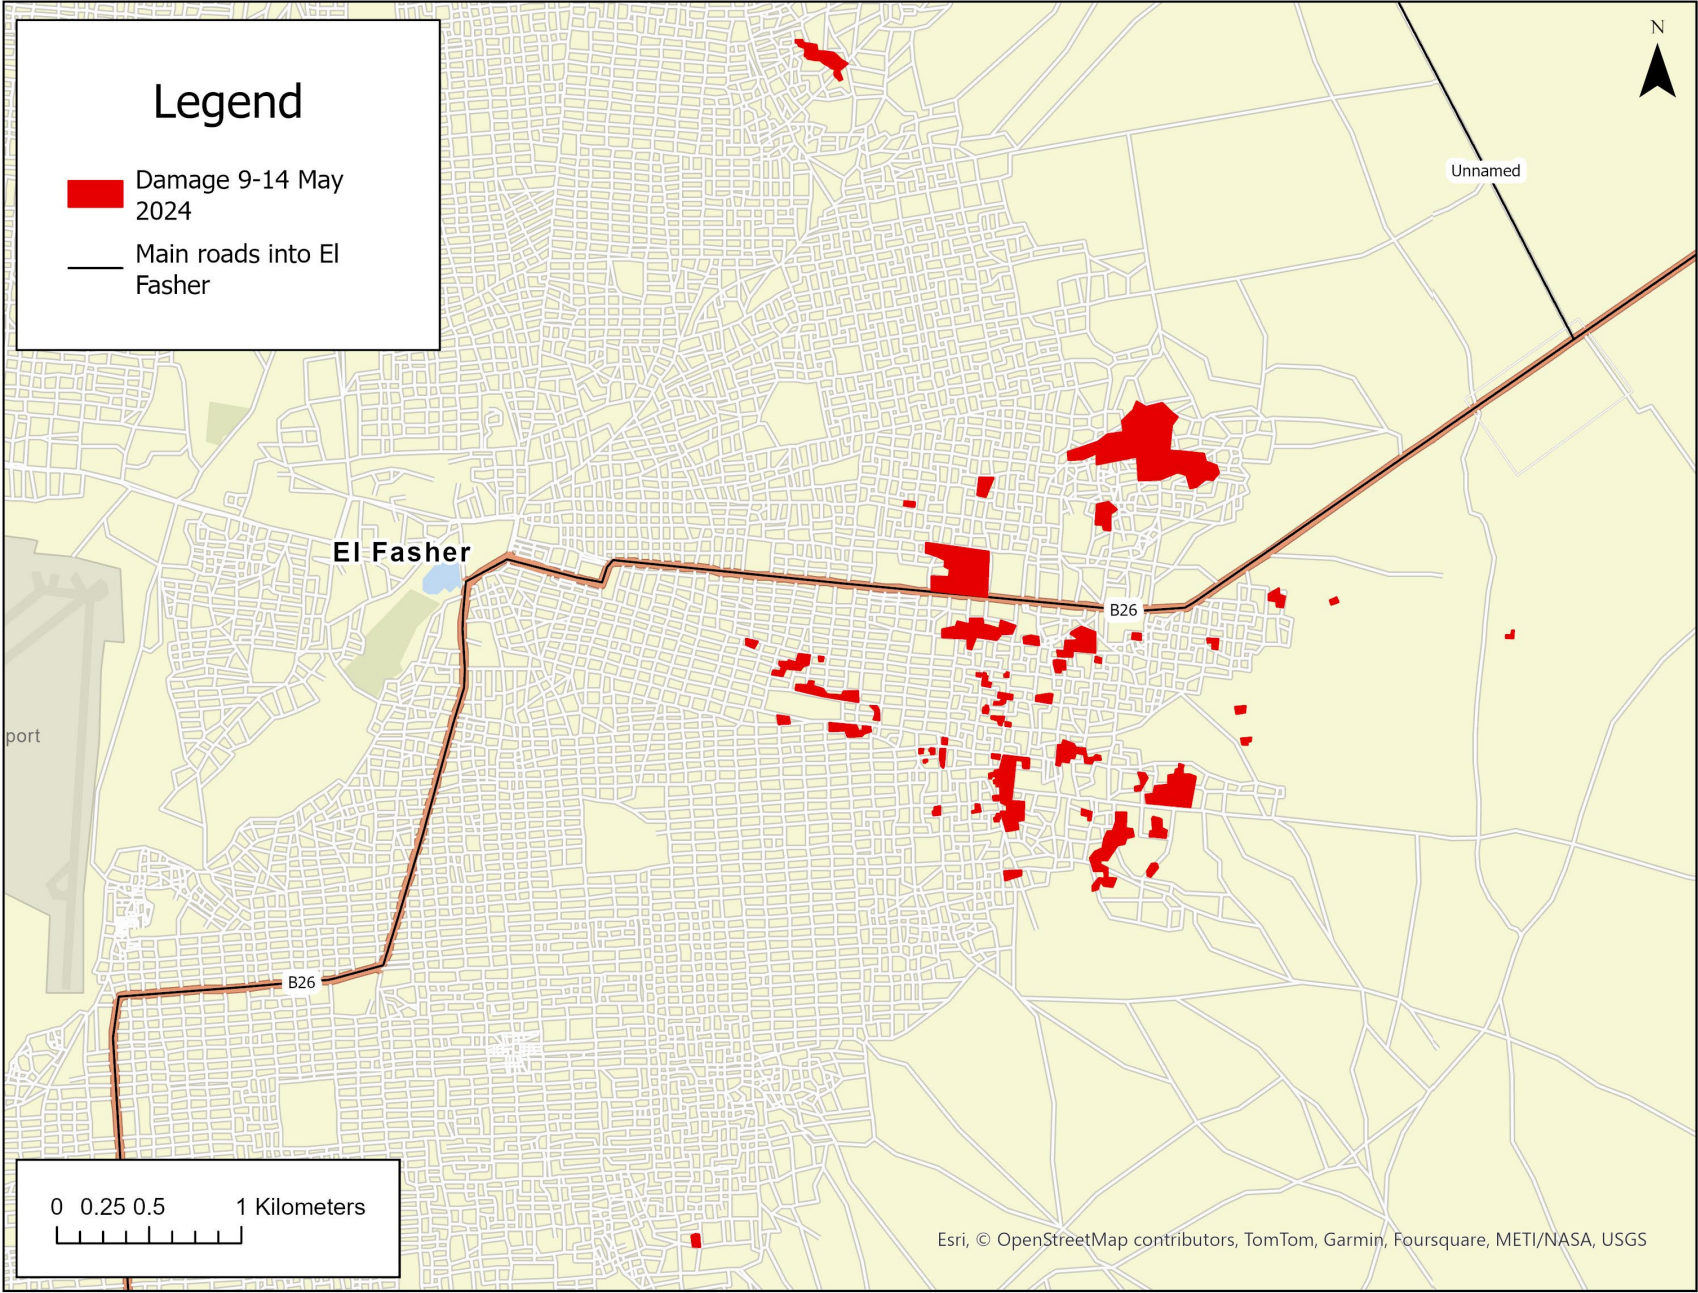 Legend
Damage 9-14 May
2024
Main roads into El
Fasher
N
Unnamed
El Fasher
B26
port
B26
0 0.25 0.5 1 Kilometers
Esri, © OpenStreetMap contributors, TomTom, Garmin, Foursquare, METI/NASA, USGS